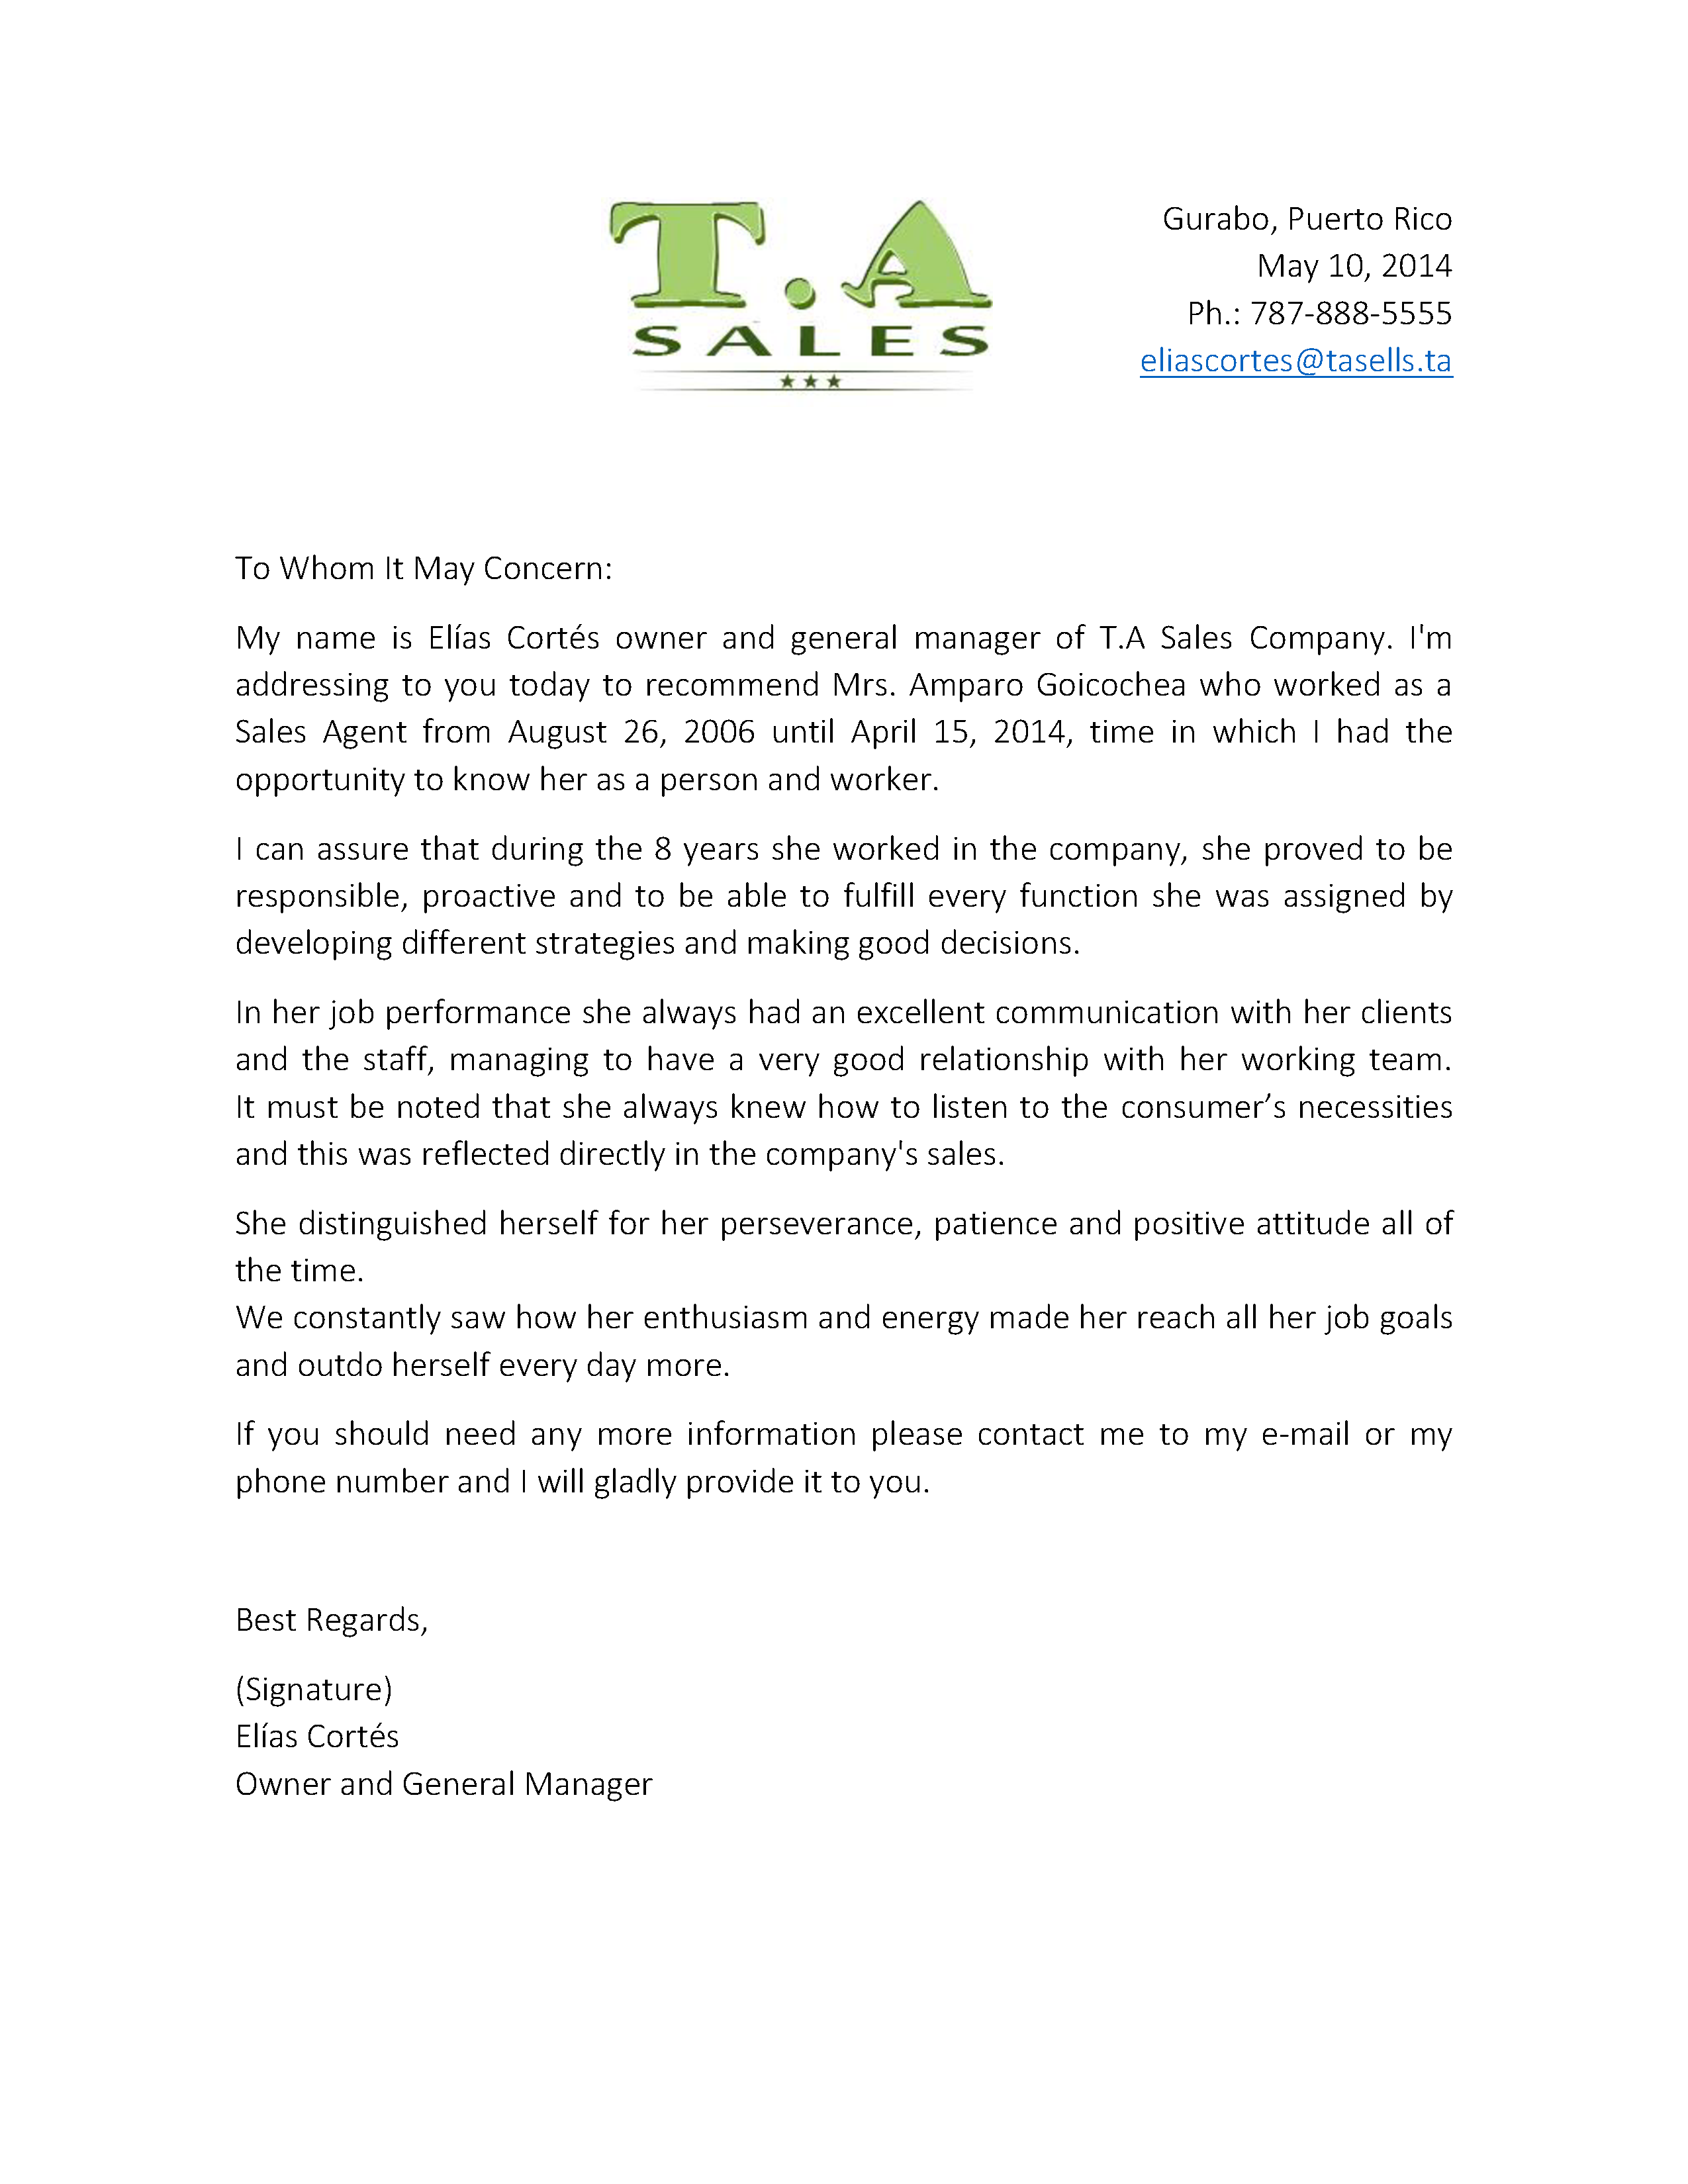 T.A
SALES
Gurabo, Puerto Rico
May 10, 2014
Ph.: 787-888-5555
eliascortes@tasells.ta
To Whom It May Concern:
My name is Elías Cortés owner and general manager of T.A Sales Company. I'm
addressing to you today to recommend Mrs. Amparo Goicochea who worked as a
Sales Agent from August 26, 2006 until April 15, 2014, time in which I had the
opportunity to know her as a person and worker.
I can assure that during the 8 years she worked in the company, she proved to be
responsible, proactive and to be able to fulfill every function she was assigned by
developing different strategies and making good decisions.
In her job performance she always had an excellent communication with her clients
and the staff, managing to have a very good relationship with her working team.
It must be noted that she always knew how to listen to the consumer’s necessities
and this was reflected directly in the company's sales.
She distinguished herself for her perseverance, patience and positive attitude all of
the time.
We constantly saw how her enthusiasm and energy made her reach all her job goals
and outdo herself every day more.
If you should need any more information please contact me to my e-mail or my
phone number and I will gladly provide it to you.
Best Regards,
(Signature)
Elías Cortés
Owner and General Manager